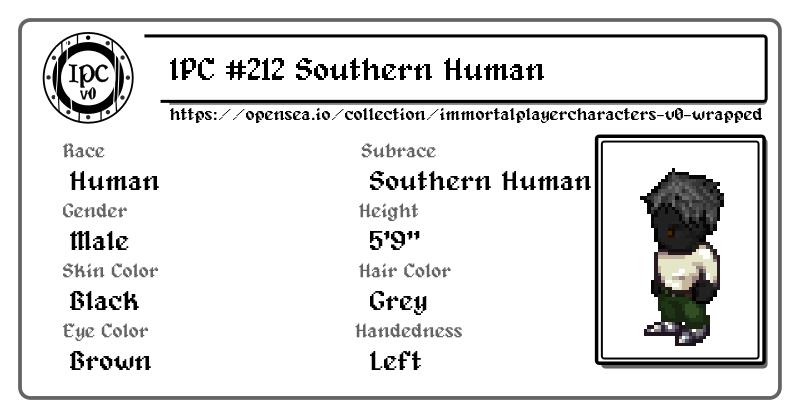 IPC
v0
IPC #212 Southern Human
https://opensea.io/collection/immortalplayercharacters-v0-wrapped
Race
Subrace
Human
Southern Human
Gender
Height
Male
5'9"
Skin Color
Hair Color
Black
Grey
Eye Color
Handedness
Brown
Left